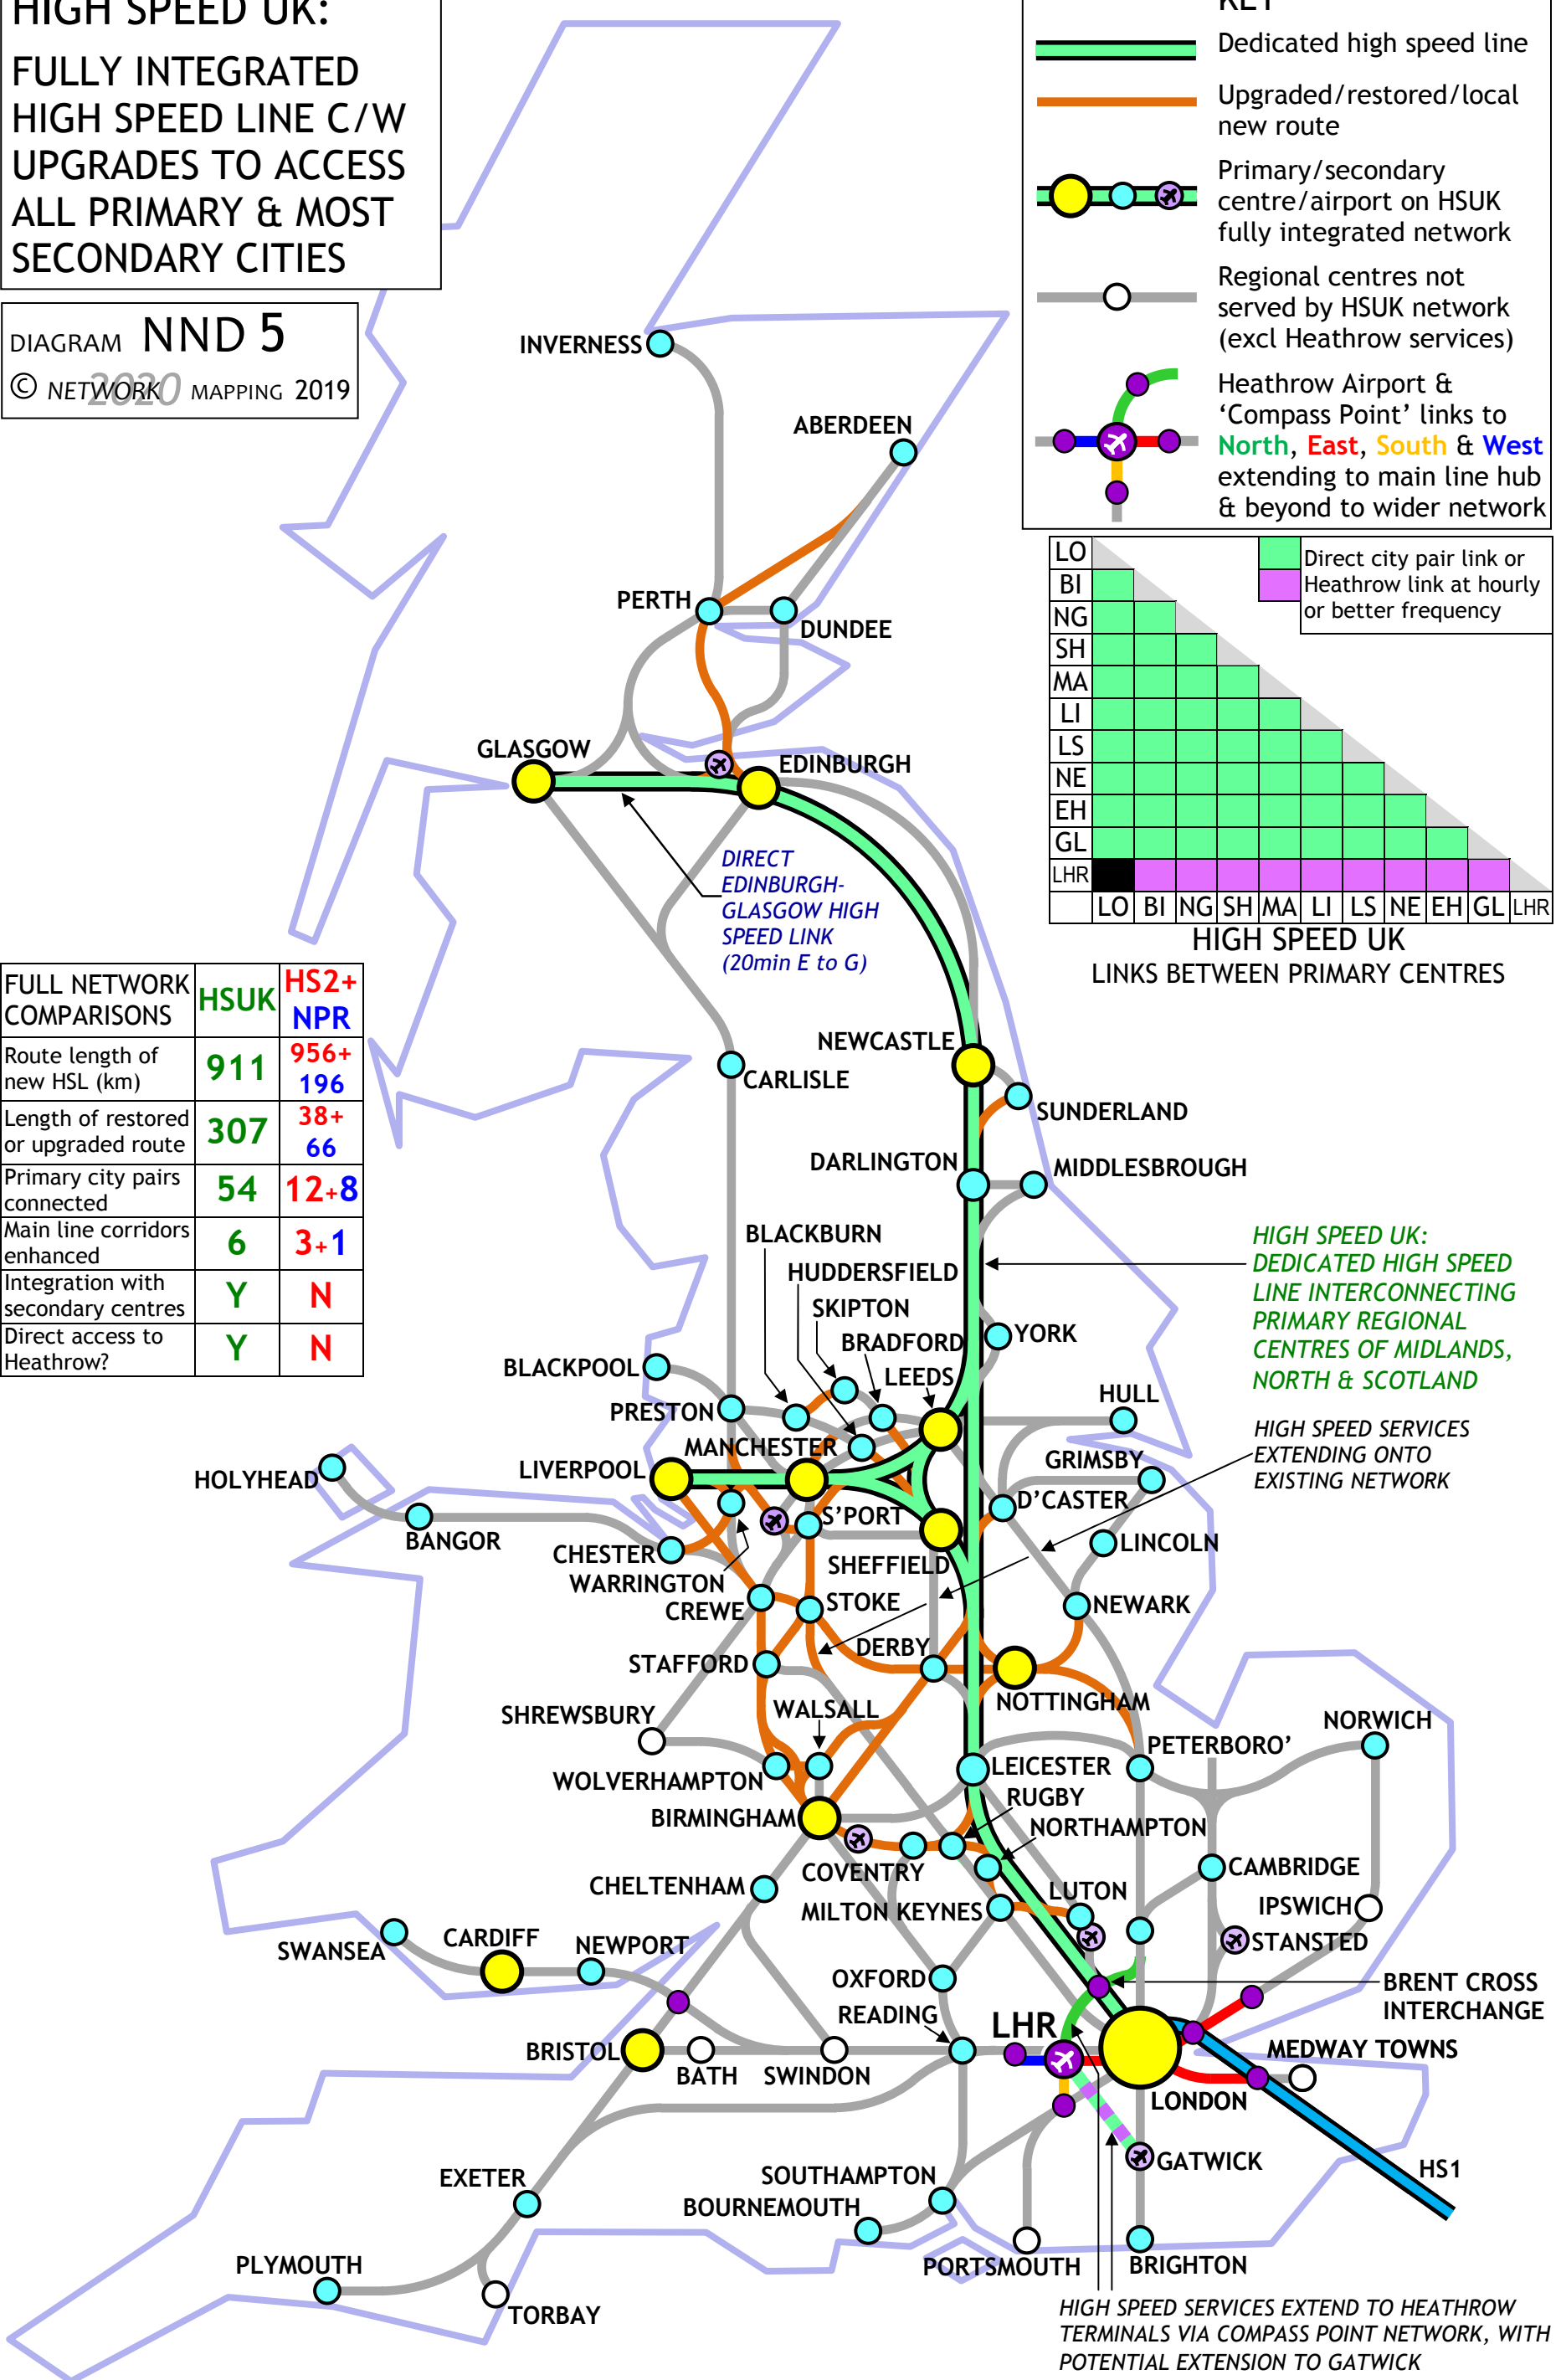 HIGH SPEED UK:
FULLY INTEGRATED
HIGH SPEED LINE C/W
UPGRADES TO ACCESS
ALL PRIMARY & MOST
SECONDARY CITIES
DIAGRAM NND 5
© NETWORK 2020 MAPPING 2019
KEY
Dedicated high speed line
Upgraded/restored/local
new route
Primary/secondary
centre/airport on HSUK
fully integrated network
Regional centres not
served by HSUK network
(excl Heathrow services)
Heathrow Airport &
‘Compass Point’ links to
North, East, South & West
extending to main line hub
& beyond to wider network
LO
BI
NG
SH
MA
LI
LS
NE
EH
GL
LHR
Direct city pair link or
Heathrow link at hourly
or better frequency
LO BI NG SH MA LI LS NE EH GL LHR
HIGH SPEED UK
LINKS BETWEEN PRIMARY CENTRES
INVERNESS
ABERDEEN
PERTH
DUNDEE
GLASGOW
EDINBURGH
DIRECT
EDINBURGH-
GLASGOW HIGH
SPEED LINK
(20min E to G)
FULL NETWORK COMPARISONS HSUK HS2+ NPR
Route length of new HSL (km) 911 956+ 196
Length of restored or upgraded route 307 38+ 66
Primary city pairs connected 54 12+8
Main line corridors enhanced 6 3+1
Integration with secondary centres Y N
Direct access to Heathrow? Y N
NEWCASTLE
CARLISLE
SUNDERLAND
DARLINGTON
MIDDLESBROUGH
BLACKBURN
HUDDERSFIELD
SKIPTON
BRADFORD
LEEDS
YORK
HIGH SPEED UK:
DEDICATED HIGH SPEED
LINE INTERCONNECTING
PRIMARY REGIONAL
CENTRES OF MIDLANDS,
NORTH & SCOTLAND
BLACKPOOL
PRESTON
HULL
HIGH SPEED SERVICES
EXTENDING ONTO
EXISTING NETWORK
MANCHESTER
LIVERPOOL
GRIMSBY
HOLYHEAD
BANGOR
D’CASTER
S’PORT
LINCOLN
CHESTER
WARRINGTON
SHEFFIELD
CREWE
STOKE
NEWARK
DERBY
STAFFORD
NOTTINGHAM
SHREWSBURY
WALSALL
NORWICH
PETERBORO’
WOLVERHAMPTON
LEICESTER
RUGBY
BIRMINGHAM
NORTHAMPTON
COVENTRY
CAMBRIDGE
CHELTENHAM
LUTON
MILTON KEYNES
IPSWICH
STANSTED
SWANSEA
CARDIFF
NEWPORT
OXFORD
BRENT CROSS
INTERCHANGE
READING
LHR
BRISTOL
BATH
SWINDON
MEDWAY TOWNS
LONDON
GATWICK
HS1
EXETER
SOUTHAMPTON
BOURNEMOUTH
PLYMOUTH
TORBAY
PORTSMOUTH
BRIGHTON
HIGH SPEED SERVICES EXTEND TO HEATHROW
TERMINALS VIA COMPASS POINT NETWORK, WITH
POTENTIAL EXTENSION TO GATWICK